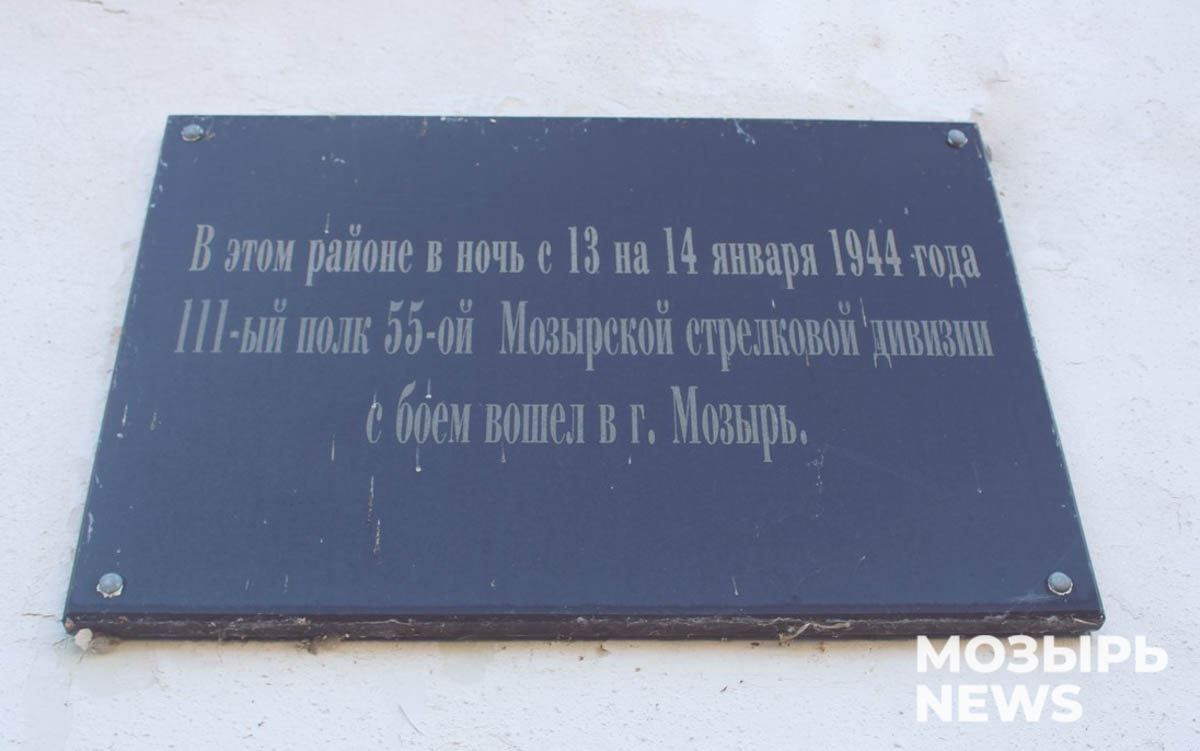 В этом районе в ночь с 13 на 14 января 1944 года
111-ый полк 55-ой Мозырской стрелковой дивизии
с боем вошел в г. Мозырь.
МОЗЫРЬ
NEWS